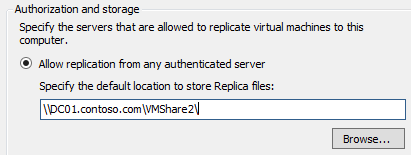 Authorization and storage
Specify the servers that are allowed to replicate virtual machines to this
computer.
Allow replication from any authenticated server
Specify the default location to store Replica files:
\\DC01.contoso.com\VMShare2\
Browse...